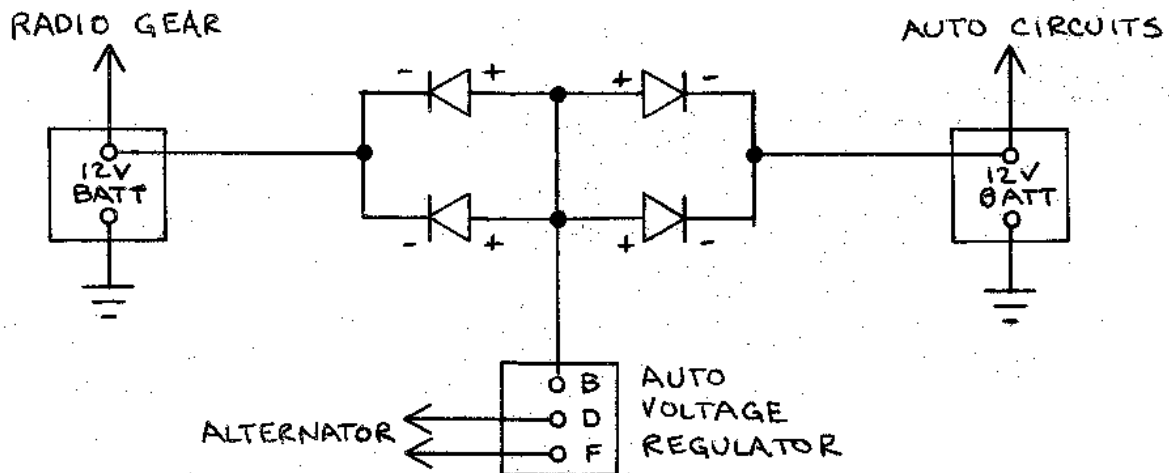 RADIO GEAR
AUTO CIRCUITS
- + + -
12V
BATT
12V
BATT
- + + -
B AUTO
D VOLTAGE
F REGULATOR
ALTERNATOR